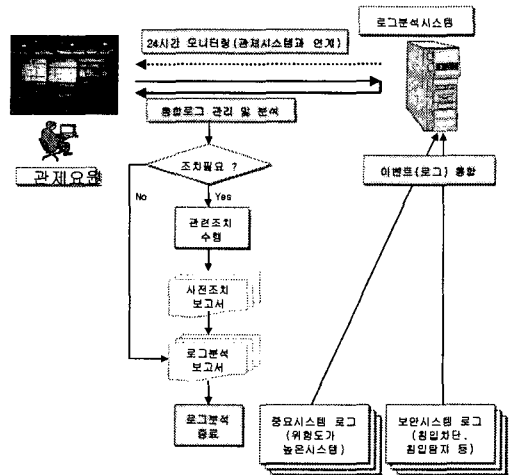 로그분석시스템
24시간 모니터링(관제시스템과 연계)
통합로그 관리 및 분석
관제요원
조치필요 ?
이벤트(로그) 통합
No
Yes
관련조치
수행
사전조치
보고서
로그분석
보고서
로그분석
종료
중요시스템 로그
(위험도가
높은시스템)
보안시스템 로그
(침입차단,
침입탐지 등)